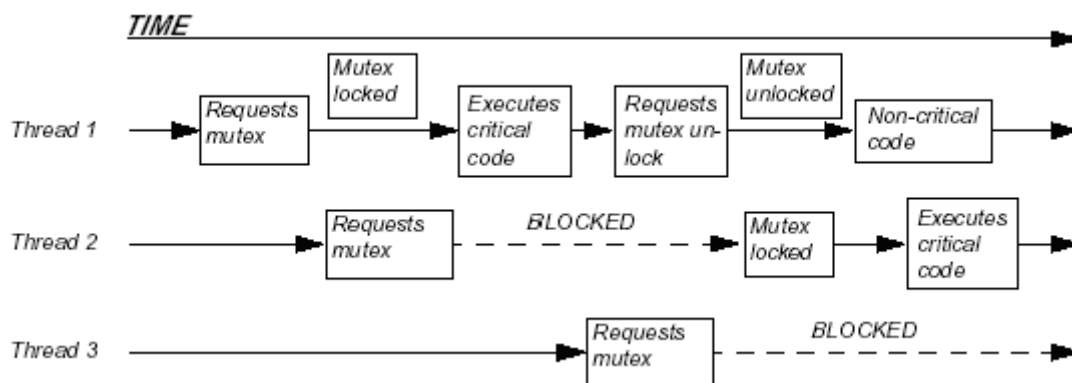 TIME
Mutex
locked
Mutex
unlocked
Thread 1
Requests
mutex
Executes
critical
code
Requests
mutex un-
lock
Non-critical
code
Thread 2
Requests
mutex
BLOCKED
Mutex
locked
Executes
critical
code
Thread 3
Requests
mutex
BLOCKED